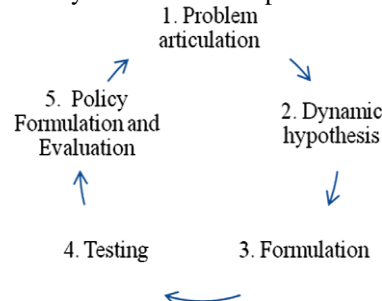 1. Problem
articulation
2. Dynamic
hypothesis
3. Formulation
4. Testing
5. Policy
Formulation and
Evaluation